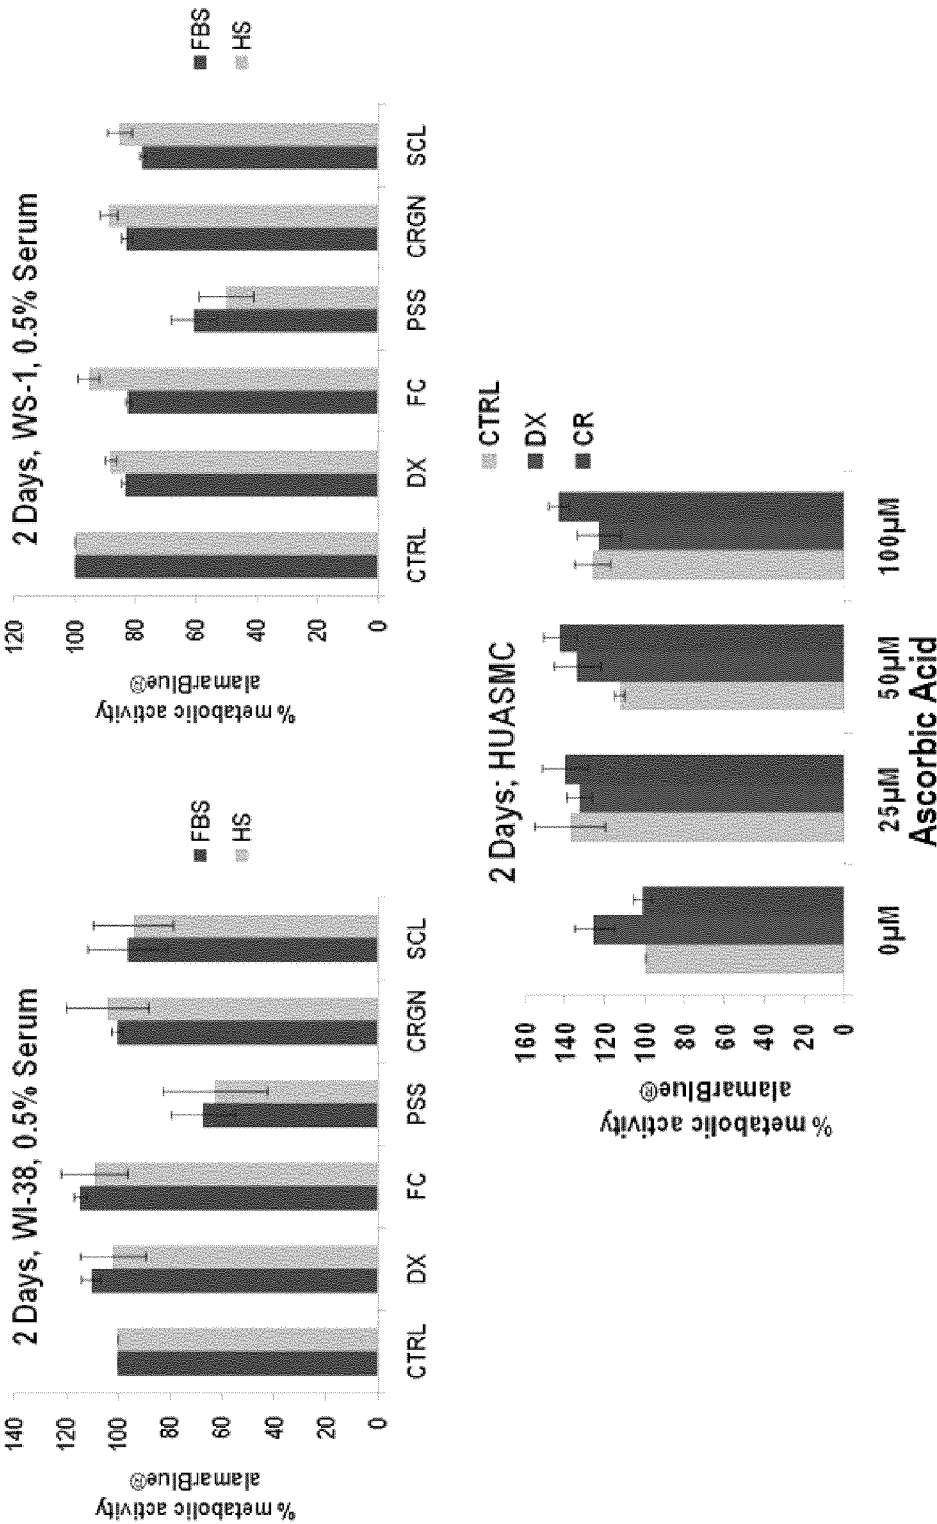 2 Days, WI-38, 0.5% Serum
% metabolic activity
alamarBlue®
140
120
100
80
60
40
20
0
CTRL
DX
FC
PSS
CRGN
SCL
FBS
HS
2 Days, WS-1, 0.5% Serum
% metabolic activity
alamarBlue®
120
100
80
60
40
20
0
CTRL
DX
FC
PSS
CRGN
SCL
FBS
HS
2 Days; HUASMC
% metabolic activity
alamarBlue®
160
140
120
100
80
60
40
20
0
0µM
25µM
50µM
100µM
Ascorbic Acid
CTRL
DX
CR